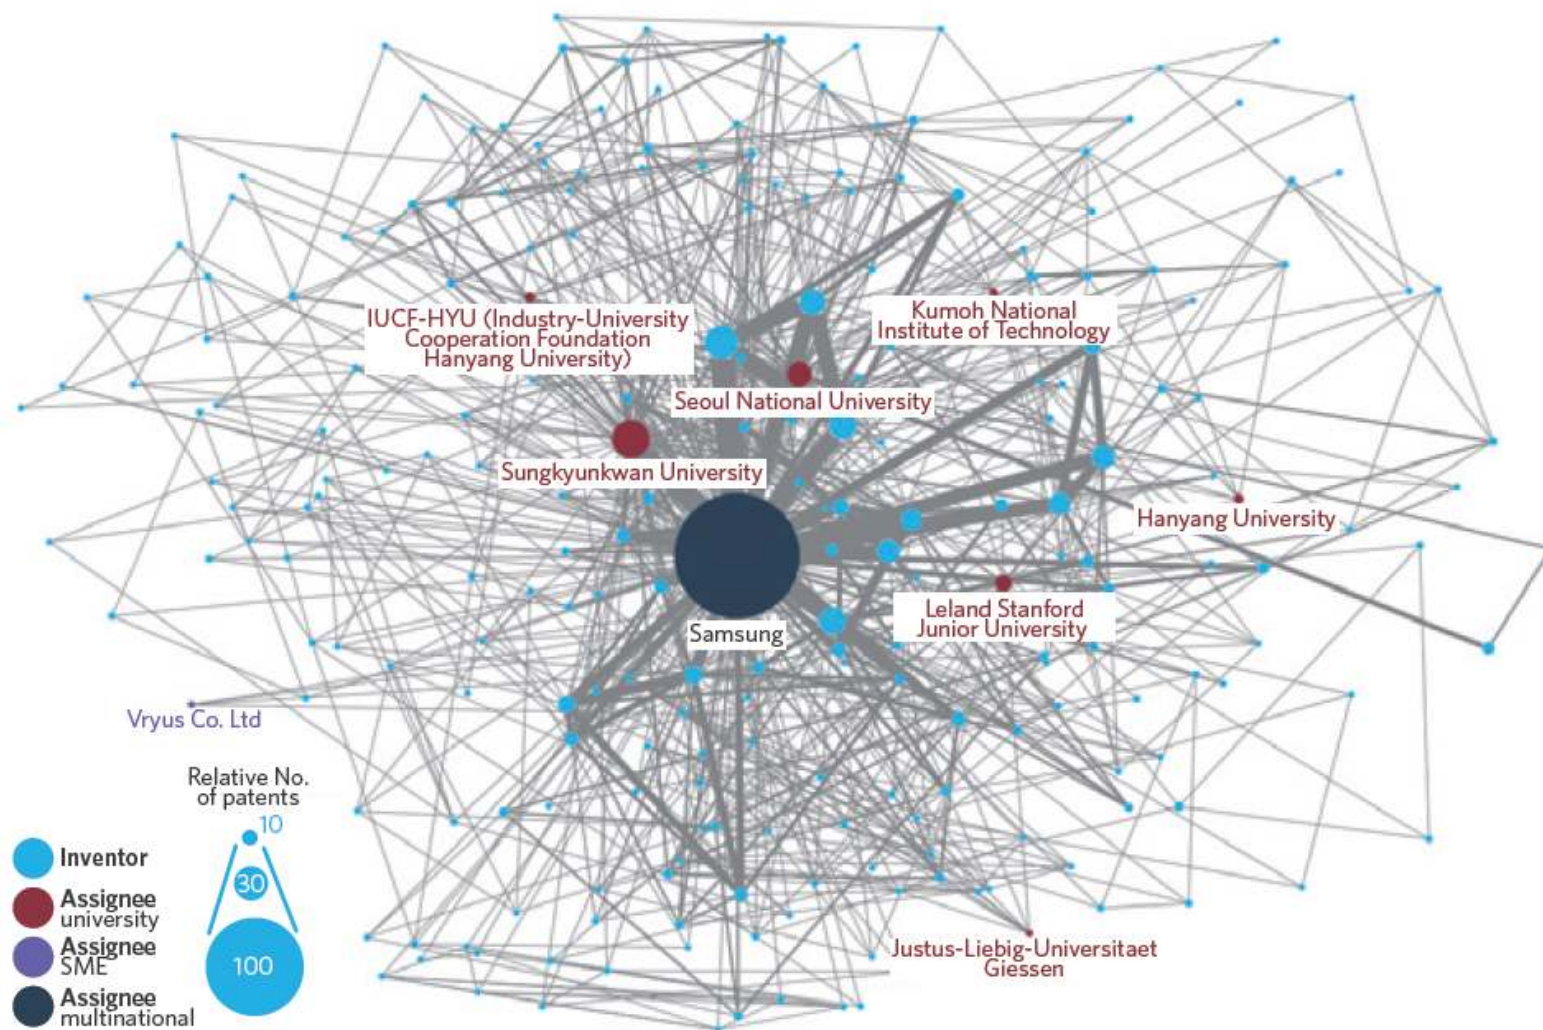 IUCF-HYU (Industry-University
Cooperation Foundation
Hanyang University)
Kumoh National
Institute of Technology
Seoul National University
Sungkyunkwan University
Hanyang University
Leland Stanford
Junior University
Samsung
Vryus Co. Ltd
Justus-Liebig-Universitaet
Giessen
Relative No.
of patents
10
30
100
Inventor
Assignee
university
Assignee
SME
Assignee
multinational